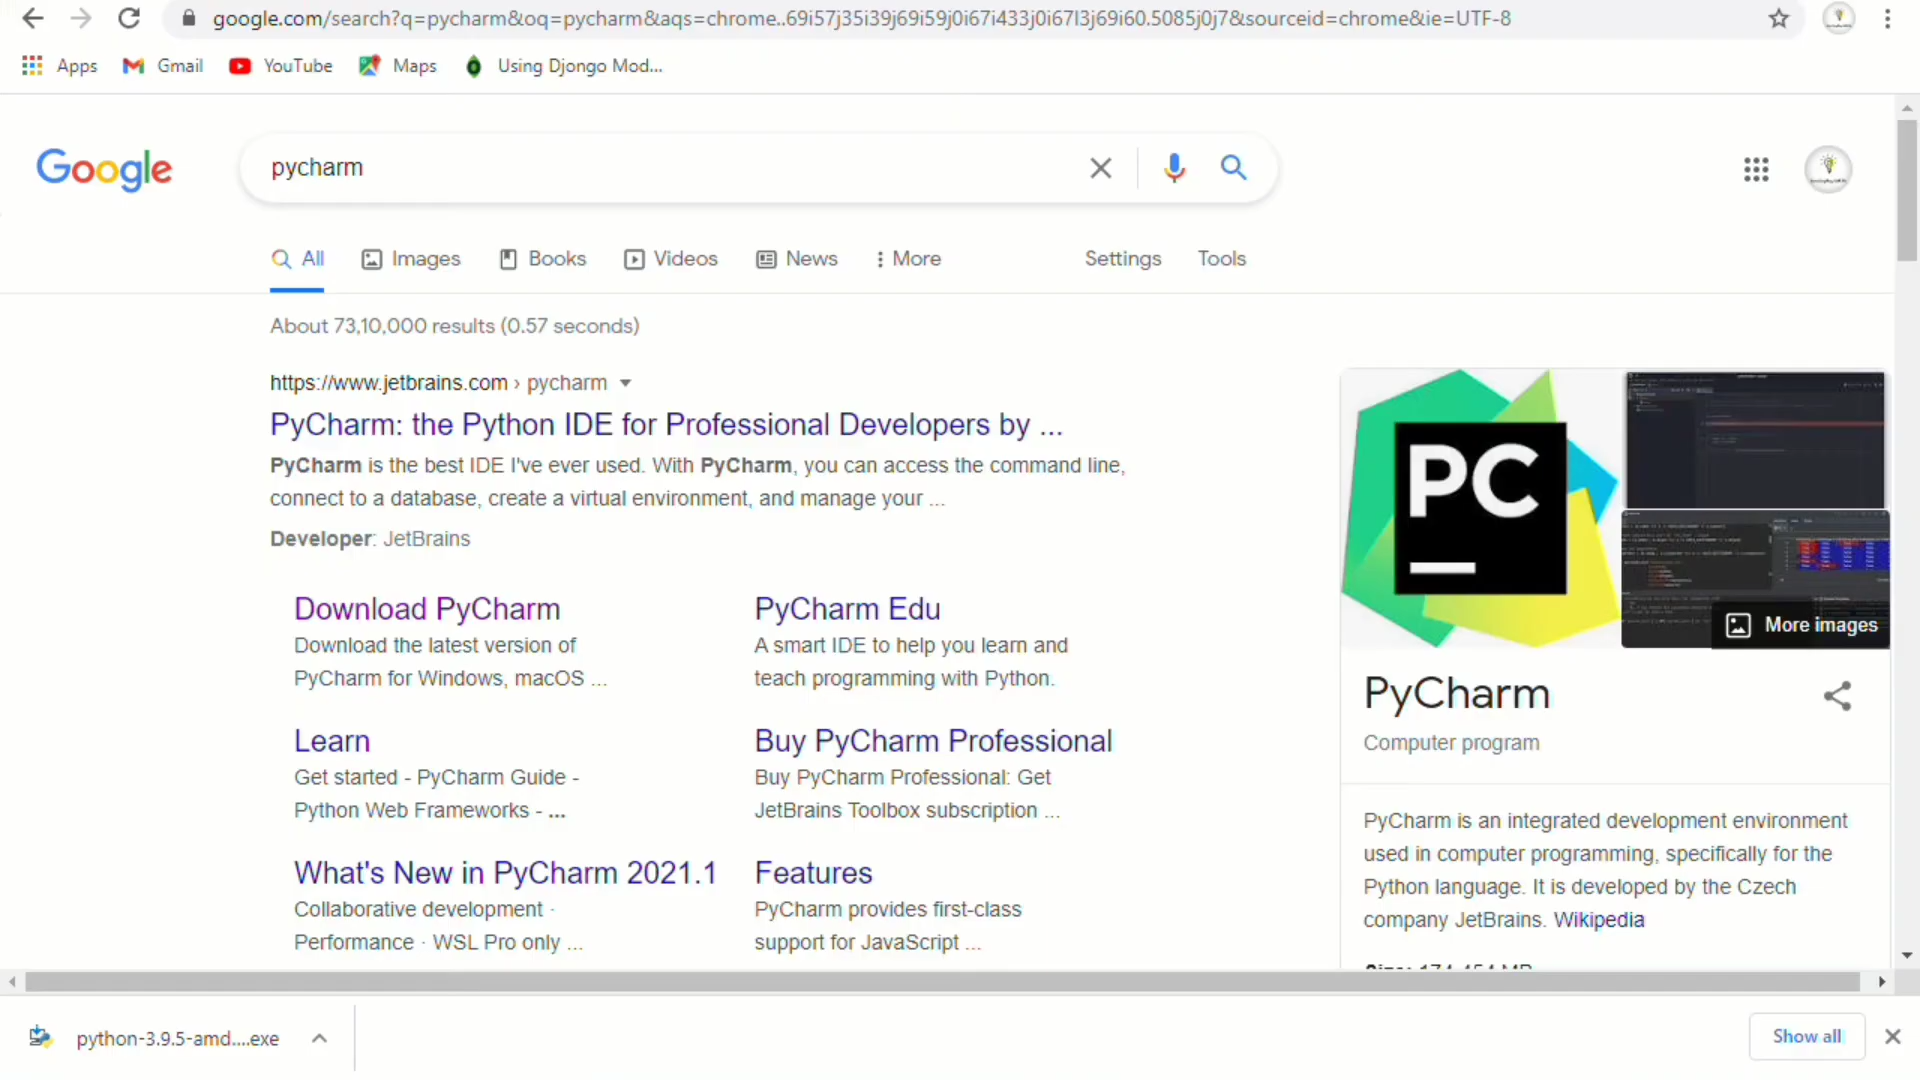 google.com/search?q=pycharm&oq=pycharm&aqs=chrome..69i57j35i39j69i59j0i67i433j0i67l3j69i60.5085j0j7&sourceid=chrome&ie=UTF-8
Apps Gmail YouTube Maps Using Djongo Mod...
Google pycharm
All Images Books Videos News More Settings Tools
About 73,10,000 results (0.57 seconds)
https://www.jetbrains.com › pycharm
PyCharm: the Python IDE for Professional Developers by ...
PyCharm is the best IDE I've ever used. With PyCharm, you can access the command line,
connect to a database, create a virtual environment, and manage your ...
Developer: JetBrains
Download PyCharm
Download the latest version of
PyCharm for Windows, macOS ...
PyCharm Edu
A smart IDE to help you learn and
teach programming with Python.
Learn
Get started - PyCharm Guide -
Python Web Frameworks - ...
Buy PyCharm Professional
Buy PyCharm Professional: Get
JetBrains Toolbox subscription ...
What's New in PyCharm 2021.1
Collaborative development ·
Performance · WSL Pro only ...
Features
PyCharm provides first-class
support for JavaScript ...
PC
More images
PyCharm
Computer program
PyCharm is an integrated development environment
used in computer programming, specifically for the
Python language. It is developed by the Czech
company JetBrains. Wikipedia
python-3.9.5-amd....exe
Show all